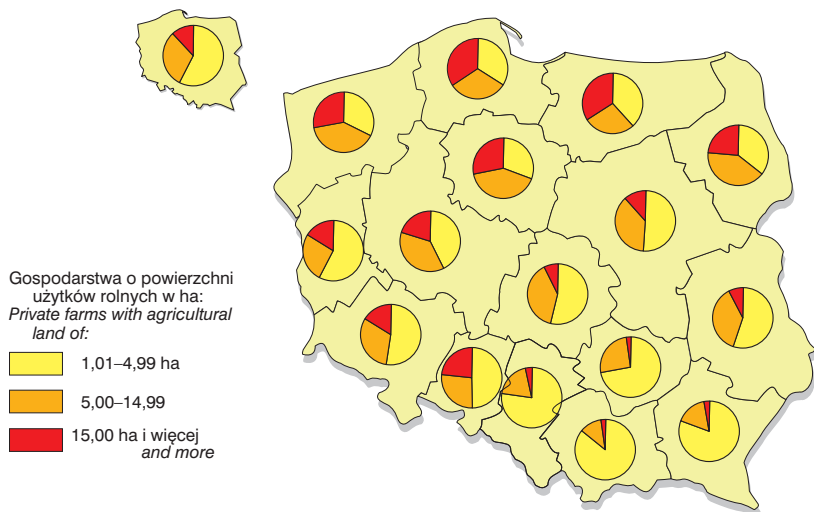 Gospodarstwa o powierzchni
użytków rolnych w ha:
Private farms with agricultural
land of:
1,01–4,99 ha
5,00–14,99
15,00 ha i więcej
and more